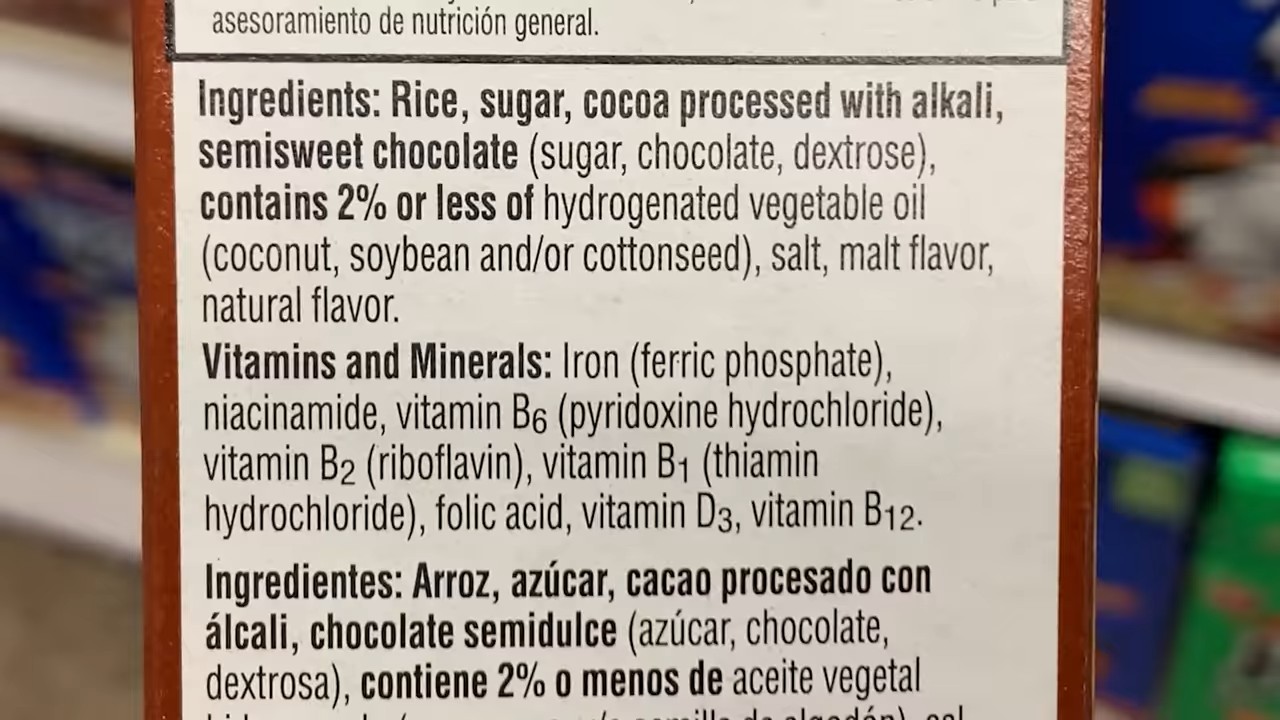 asesoramiento de nutrición general.
Ingredients: Rice, sugar, cocoa processed with alkali,
semisweet chocolate (sugar, chocolate, dextrose),
contains 2% or less of hydrogenated vegetable oil
(coconut, soybean and/or cottonseed), salt, malt flavor,
natural flavor.
Vitamins and Minerals: Iron (ferric phosphate),
niacinamide, vitamin B6 (pyridoxine hydrochloride),
vitamin B2 (riboflavin), vitamin B1 (thiamin
hydrochloride), folic acid, vitamin D3, vitamin B12.
Ingredientes: Arroz, azúcar, cacao procesado con
álcali, chocolate semidulce (azúcar, chocolate,
dextrosa), contiene 2% o menos de aceite vegetal
semilla de algodón), sal